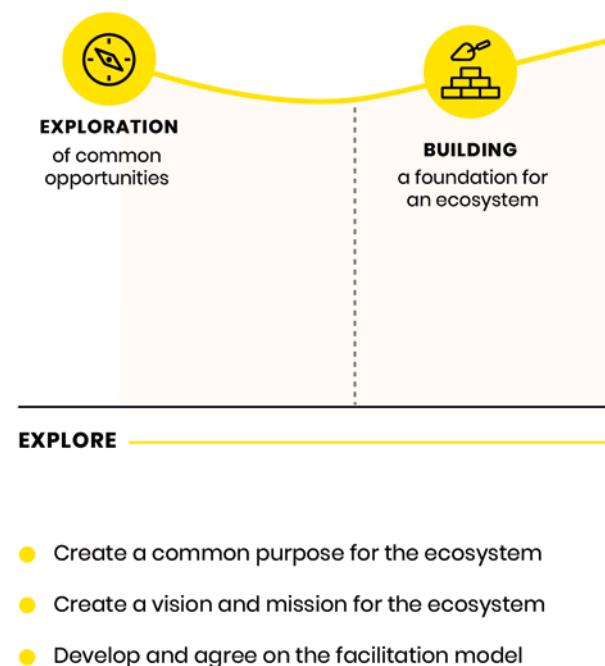 EXPLORATION
of common
opportunities
BUILDING
a foundation for
an ecosystem
EXPLORE
Create a common purpose for the ecosystem
Create a vision and mission for the ecosystem
Develop and agree on the facilitation model